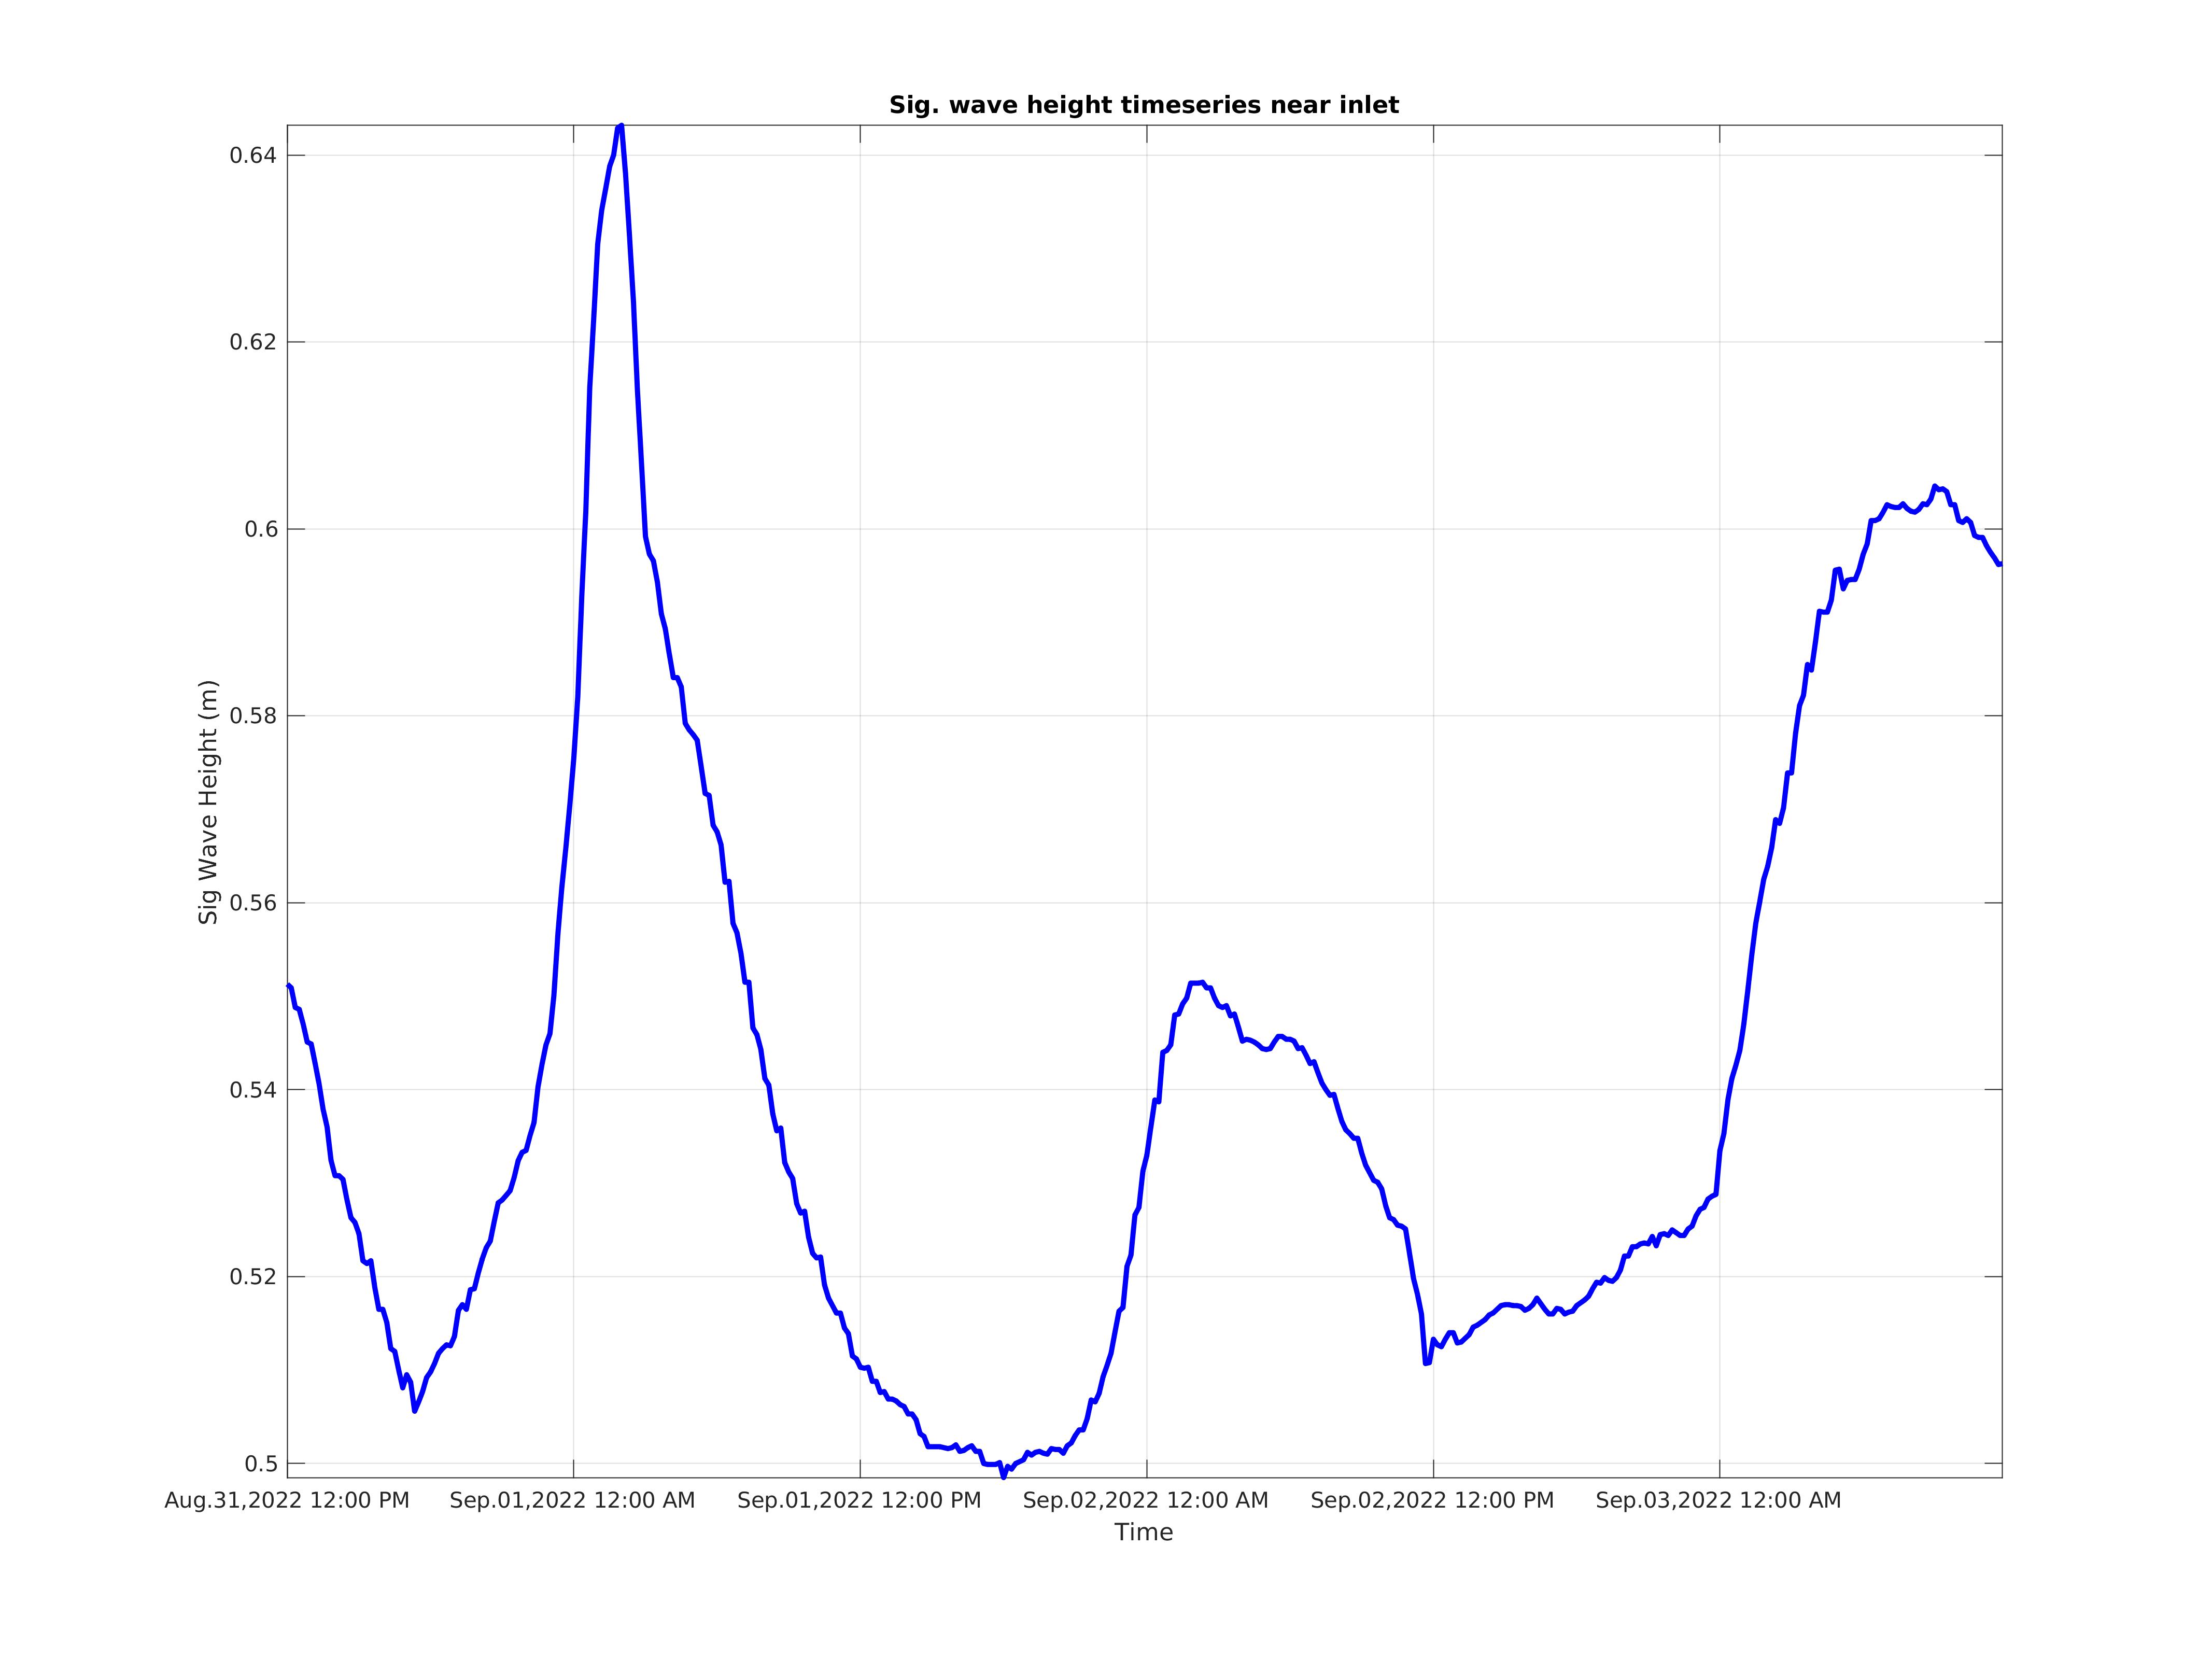 Sig. wave height timeseries near inlet
0.64
0.62
0.6
0.58
0.56
0.54
0.52
0.5
Sig Wave Height (m)
Aug.31,2022 12:00 PM Sep.01,2022 12:00 AM Sep.01,2022 12:00 PM Sep.02,2022 12:00 AM Sep.02,2022 12:00 PM Sep.03,2022 12:00 AM
Time